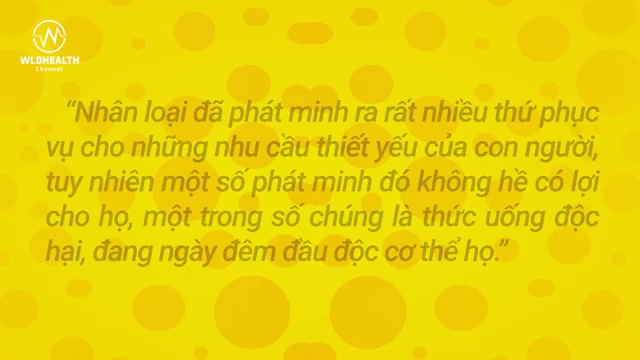 WLDHEALTH
Channel
“Nhân loại đã phát minh ra rất nhiều thứ phục
vụ cho những nhu cầu thiết yếu của con người,
tuy nhiên một số phát minh đó không hề có lợi
cho họ, một trong số chúng là thức uống độc
hại, đang ngày đêm đầu độc cơ thể họ.”